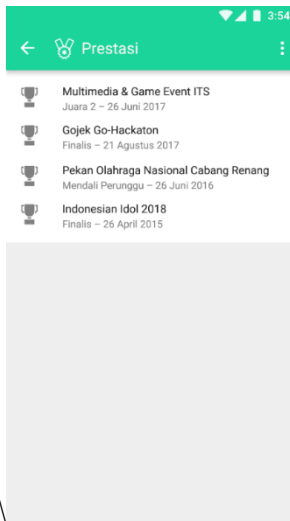 3:54
Prestasi
Multimedia & Game Event ITS
Juara 2 – 26 Juni 2017
Gojek Go-Hackaton
Finalis – 21 Agustus 2017
Pekan Olahraga Nasional Cabang Renang
Mendali Perunggu – 26 Juni 2016
Indonesian Idol 2018
Finalis – 26 April 2015